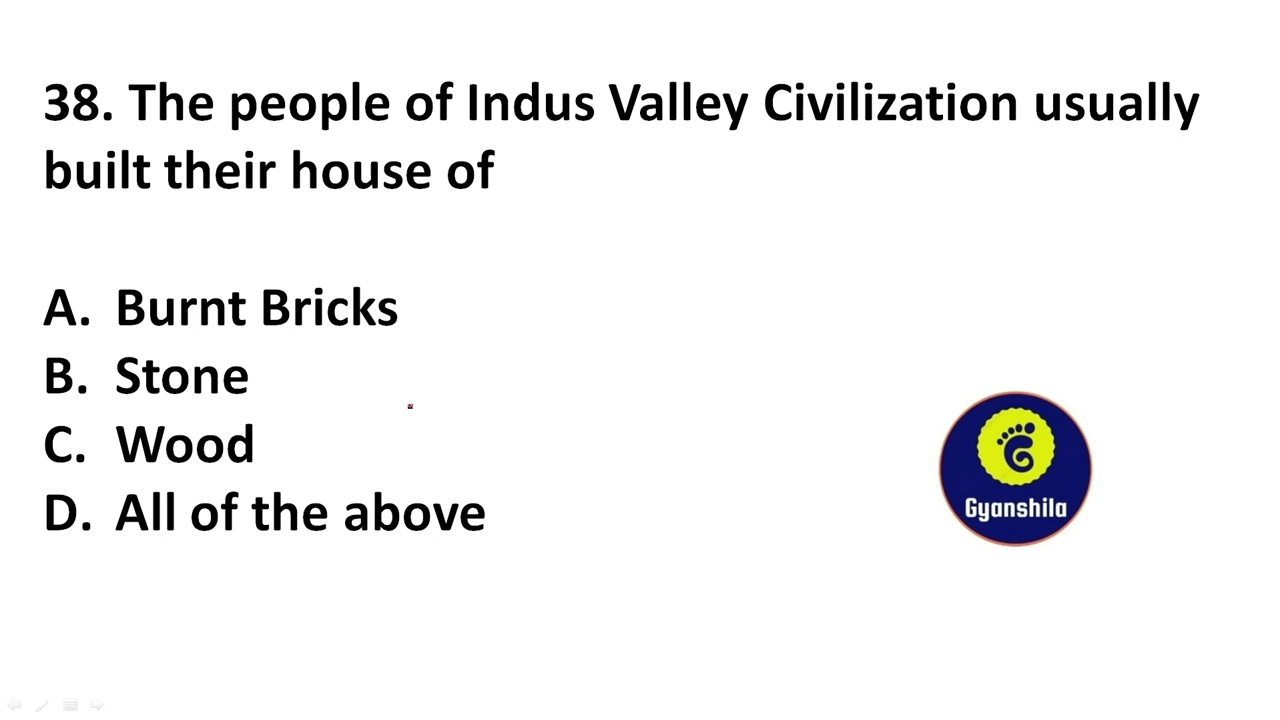 38. The people of Indus Valley Civilization usually
built their house of
A. Burnt Bricks
B. Stone
C. Wood
D. All of the above
Gyanshila